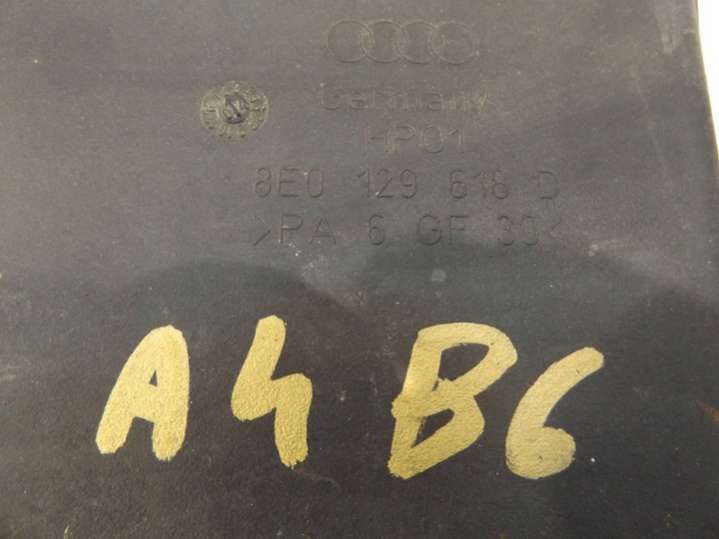 Germany
HP01
8E0 129 618 D
>PA 6 GF 30<
A4 B6